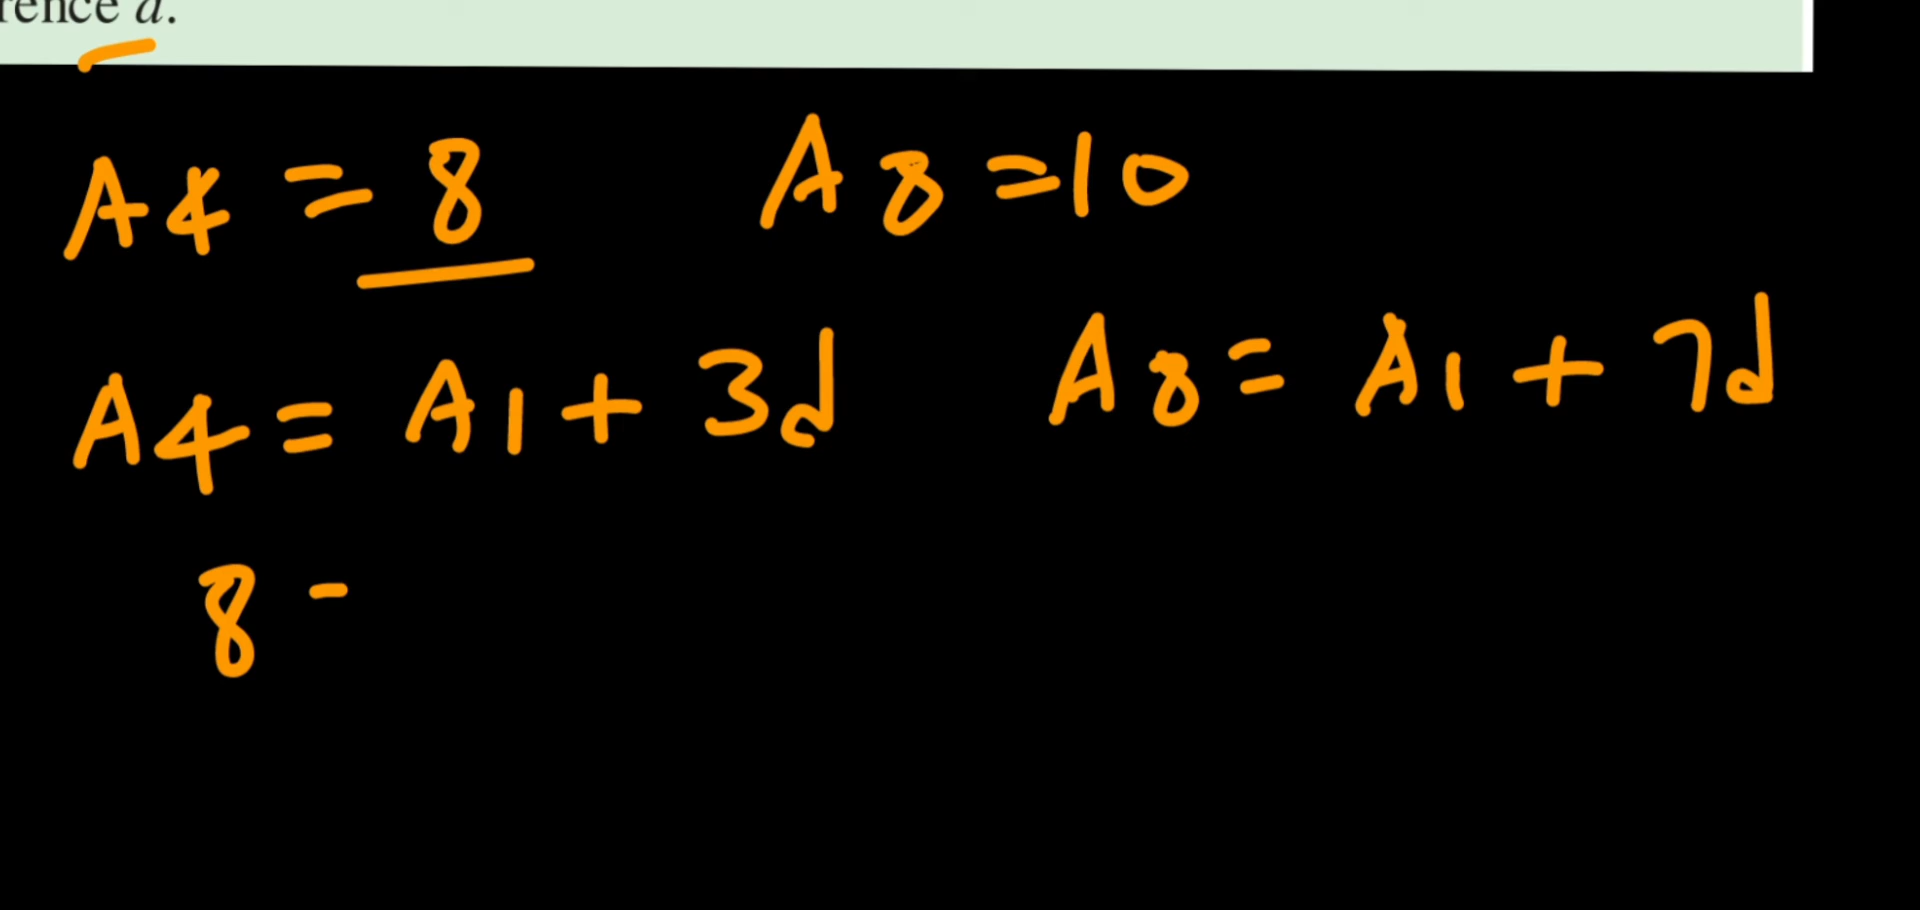 rence d.
A4 = 8 A8 = 10
A4 = A1 + 3d A8 = A1 + 7d
8 -